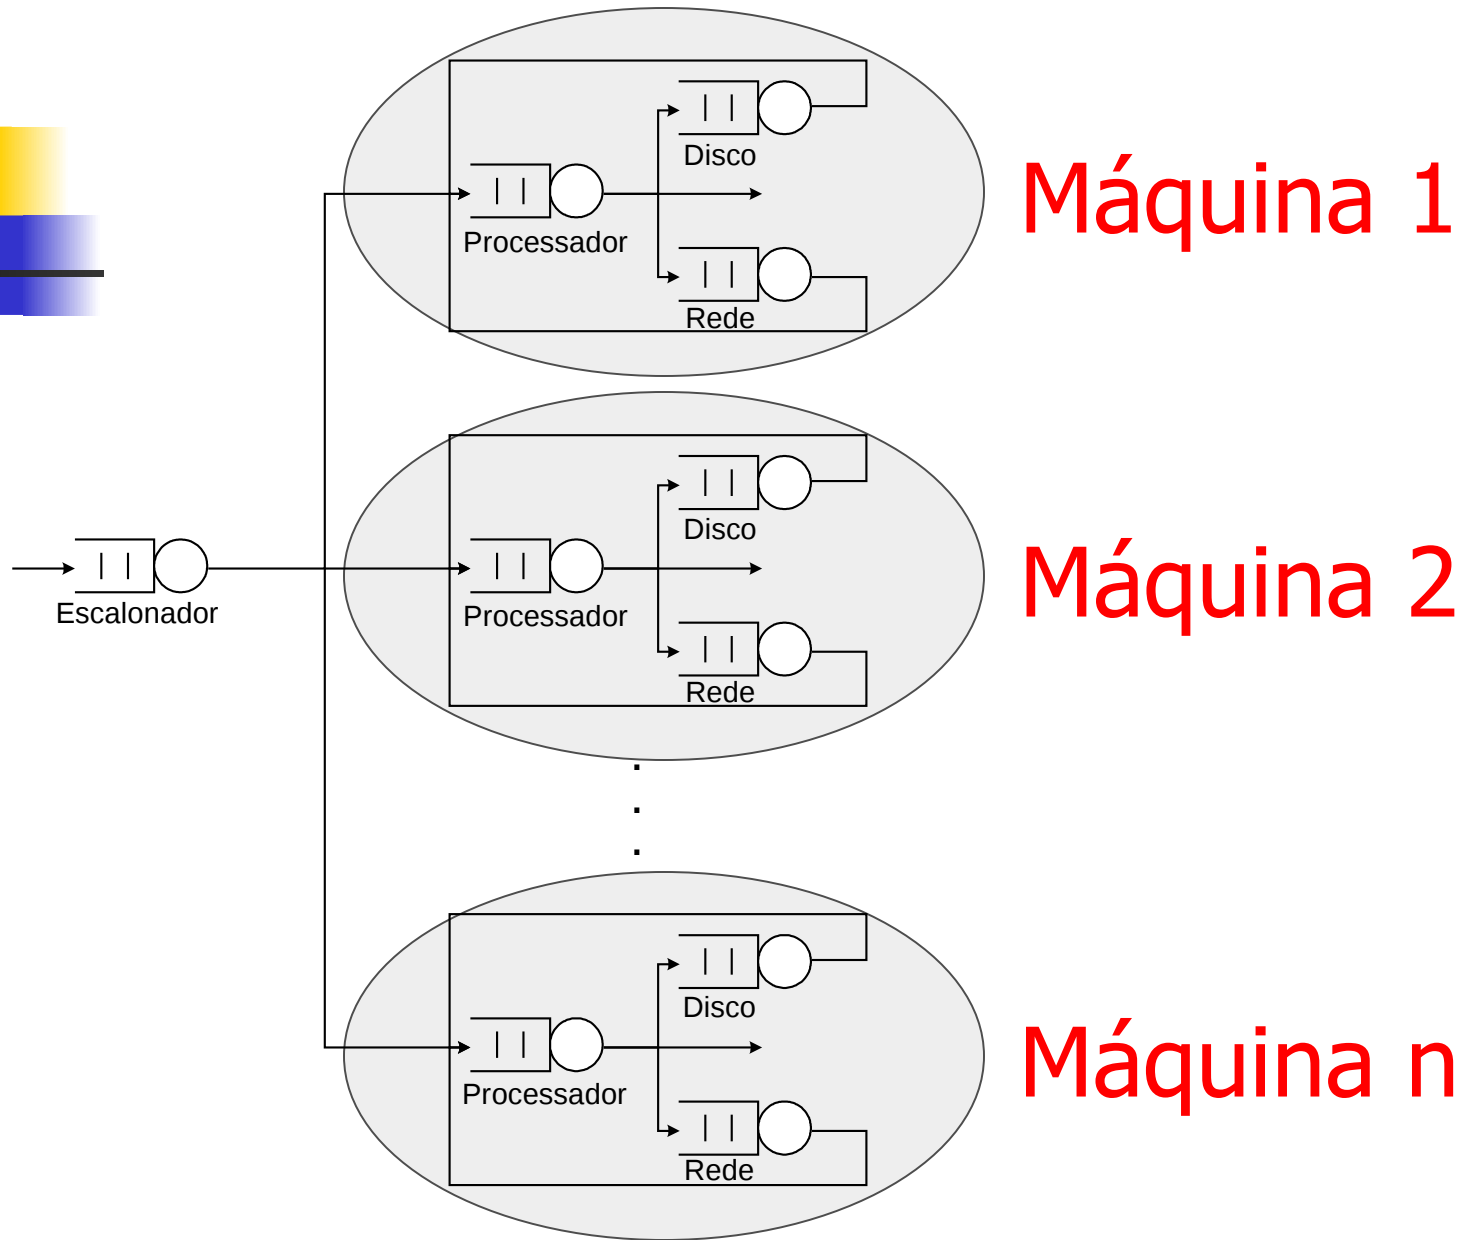 Disco
Processador
Rede
Máquina 1
Escalonador
Disco
Processador
Rede
Máquina 2
.
.
.
Disco
Processador
Rede
Máquina n